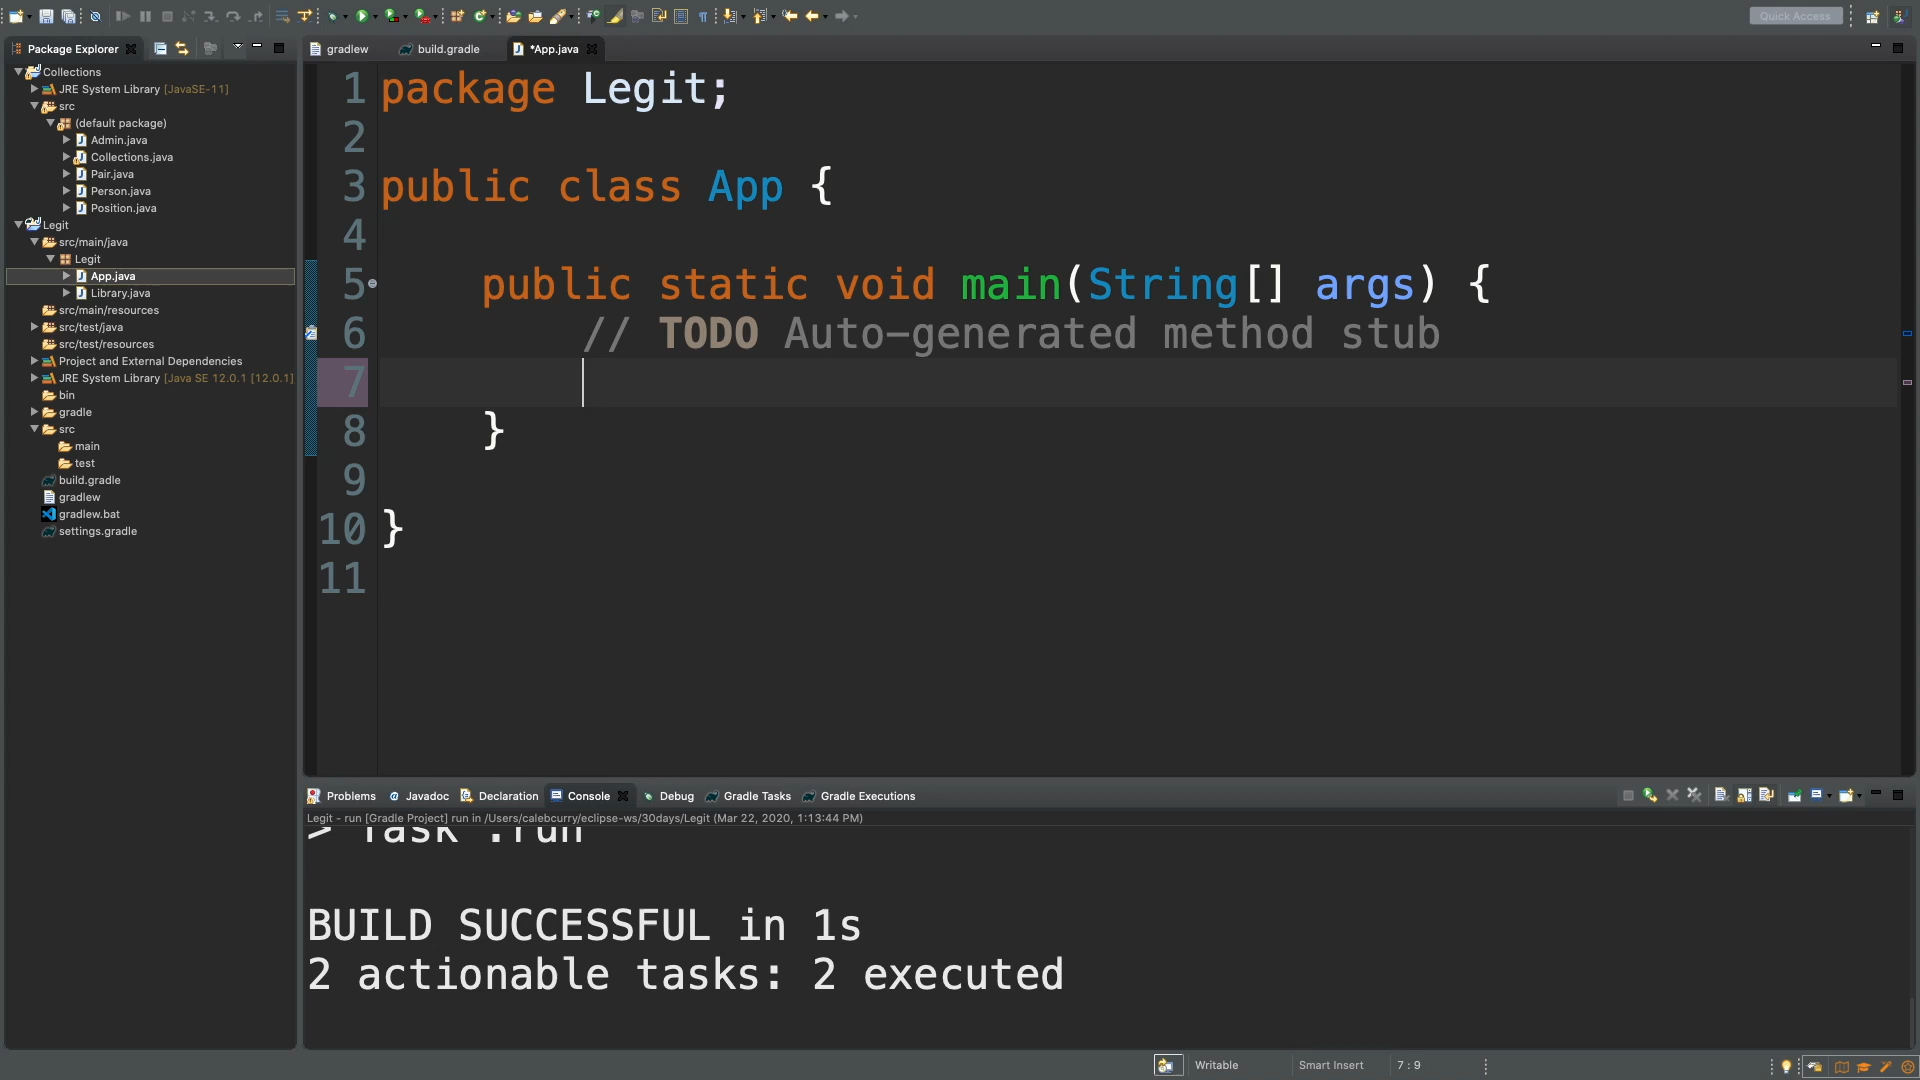 Quick Access
Package Explorer
gradlew
build.gradle
*App.java
Collections
JRE System Library [JavaSE-11]
src
(default package)
Admin.java
Collections.java
Pair.java
Person.java
Position.java
Legit
src/main/java
Legit
App.java
Library.java
src/main/resources
src/test/java
src/test/resources
Project and External Dependencies
JRE System Library [Java SE 12.0.1 [12.0.1]
bin
gradle
src
main
test
build.gradle
gradlew
gradlew.bat
settings.gradle
1 package Legit;
2
3 public class App {
4
5 public static void main(String[] args) {
6 // TODO Auto-generated method stub
7
8 }
9
10 }
11
Problems
Javadoc
Declaration
Console
Debug
Gradle Tasks
Gradle Executions
Legit - run [Gradle Project] run in /Users/calebcurry/eclipse-ws/30days/Legit (Mar 22, 2020, 1:13:44 PM)
> Task :run
BUILD SUCCESSFUL in 1s
2 actionable tasks: 2 executed
Writable
Smart Insert
7 : 9